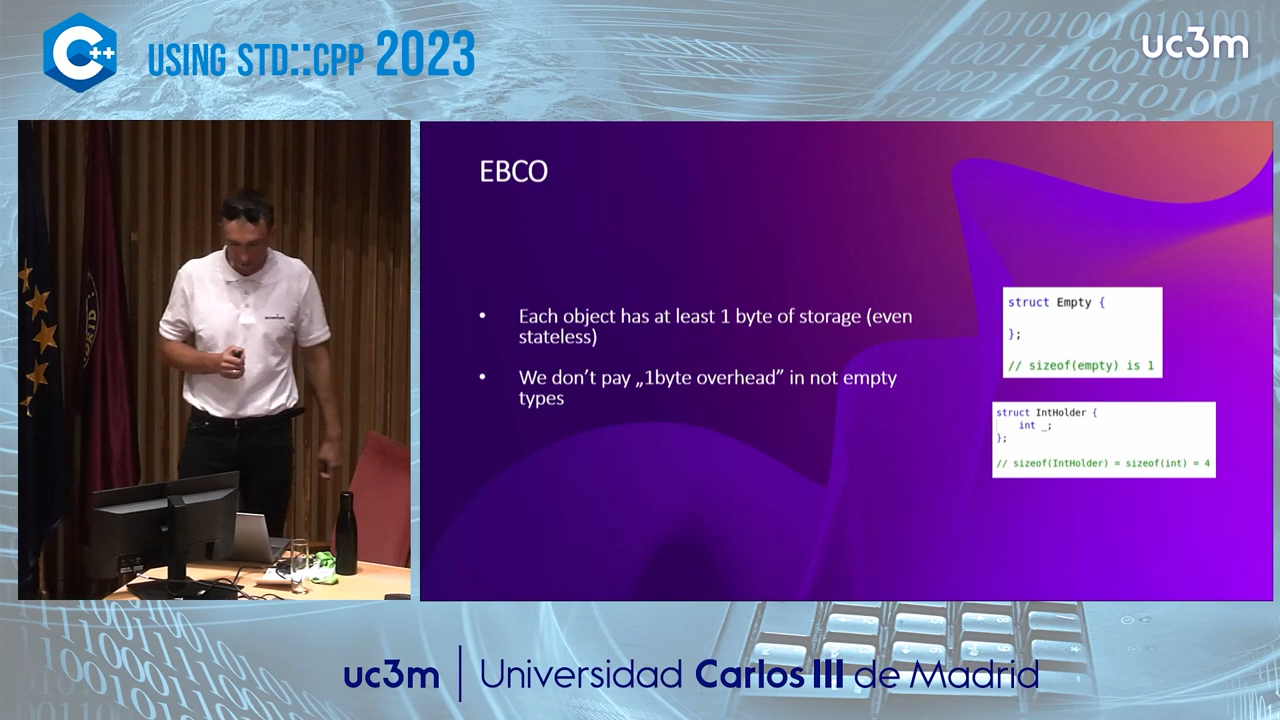 C++
USING STD::CPP 2023
uc3m
EBCO
• Each object has at least 1 byte of storage (even
stateless)
• We don’t pay „1byte overhead” in not empty
types
struct Empty {
};
// sizeof(empty) is 1
struct IntHolder {
int _;
};
// sizeof(IntHolder) = sizeof(int) = 4
uc3m | Universidad Carlos III de Madrid